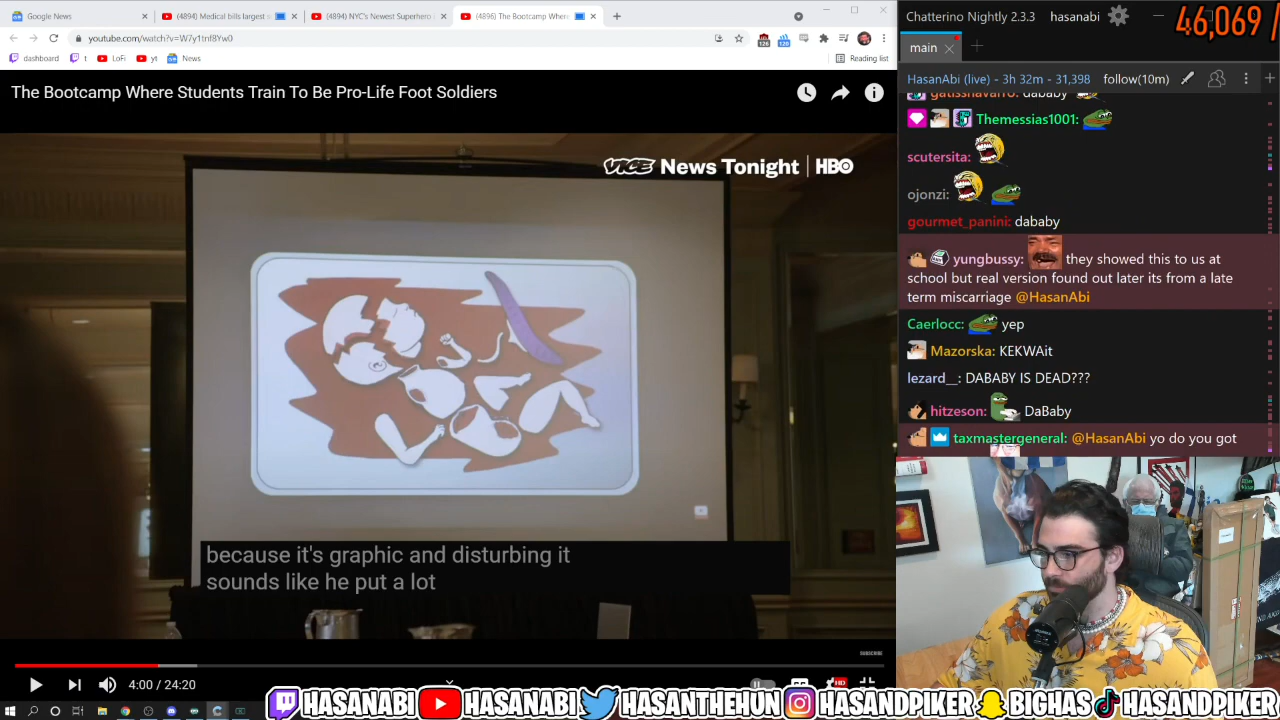 Google News
(4894) Medical bills largest s
(4894) NYC's Newest Superhero
(4896) The Bootcamp Where
youtube.com/watch?v=W7y1tnf8Yw0
126
126
dashboard
t
LoFi
yt
News
Reading list
The Bootcamp Where Students Train To Be Pro-Life Foot Soldiers
VICE News Tonight | HBO
because it's graphic and disturbing it
sounds like he put a lot
SUBSCRIBE
4:00 / 24:20
HD
Chatterino Nightly 2.3.3
hasanabi
46,069 /
main
HasanAbi (live) - 3h 32m - 31,398
follow(10m)
gatissnavarro: dababy
Themessias1001:
scutersita:
ojonzi:
gourmet_panini: dababy
yungbussy: they showed this to us at
school but real version found out later its from a late
term miscarriage @HasanAbi
Caerlocc: yep
Mazorska: KEKWAit
lezard__: DABABY IS DEAD???
hitzeson: DaBaby
taxmastergeneral: @HasanAbi yo do you got
HASANABI
HASANABI
HASANTHEHUN
HASANDPIKER
BIGHAS
HASANDPIKER